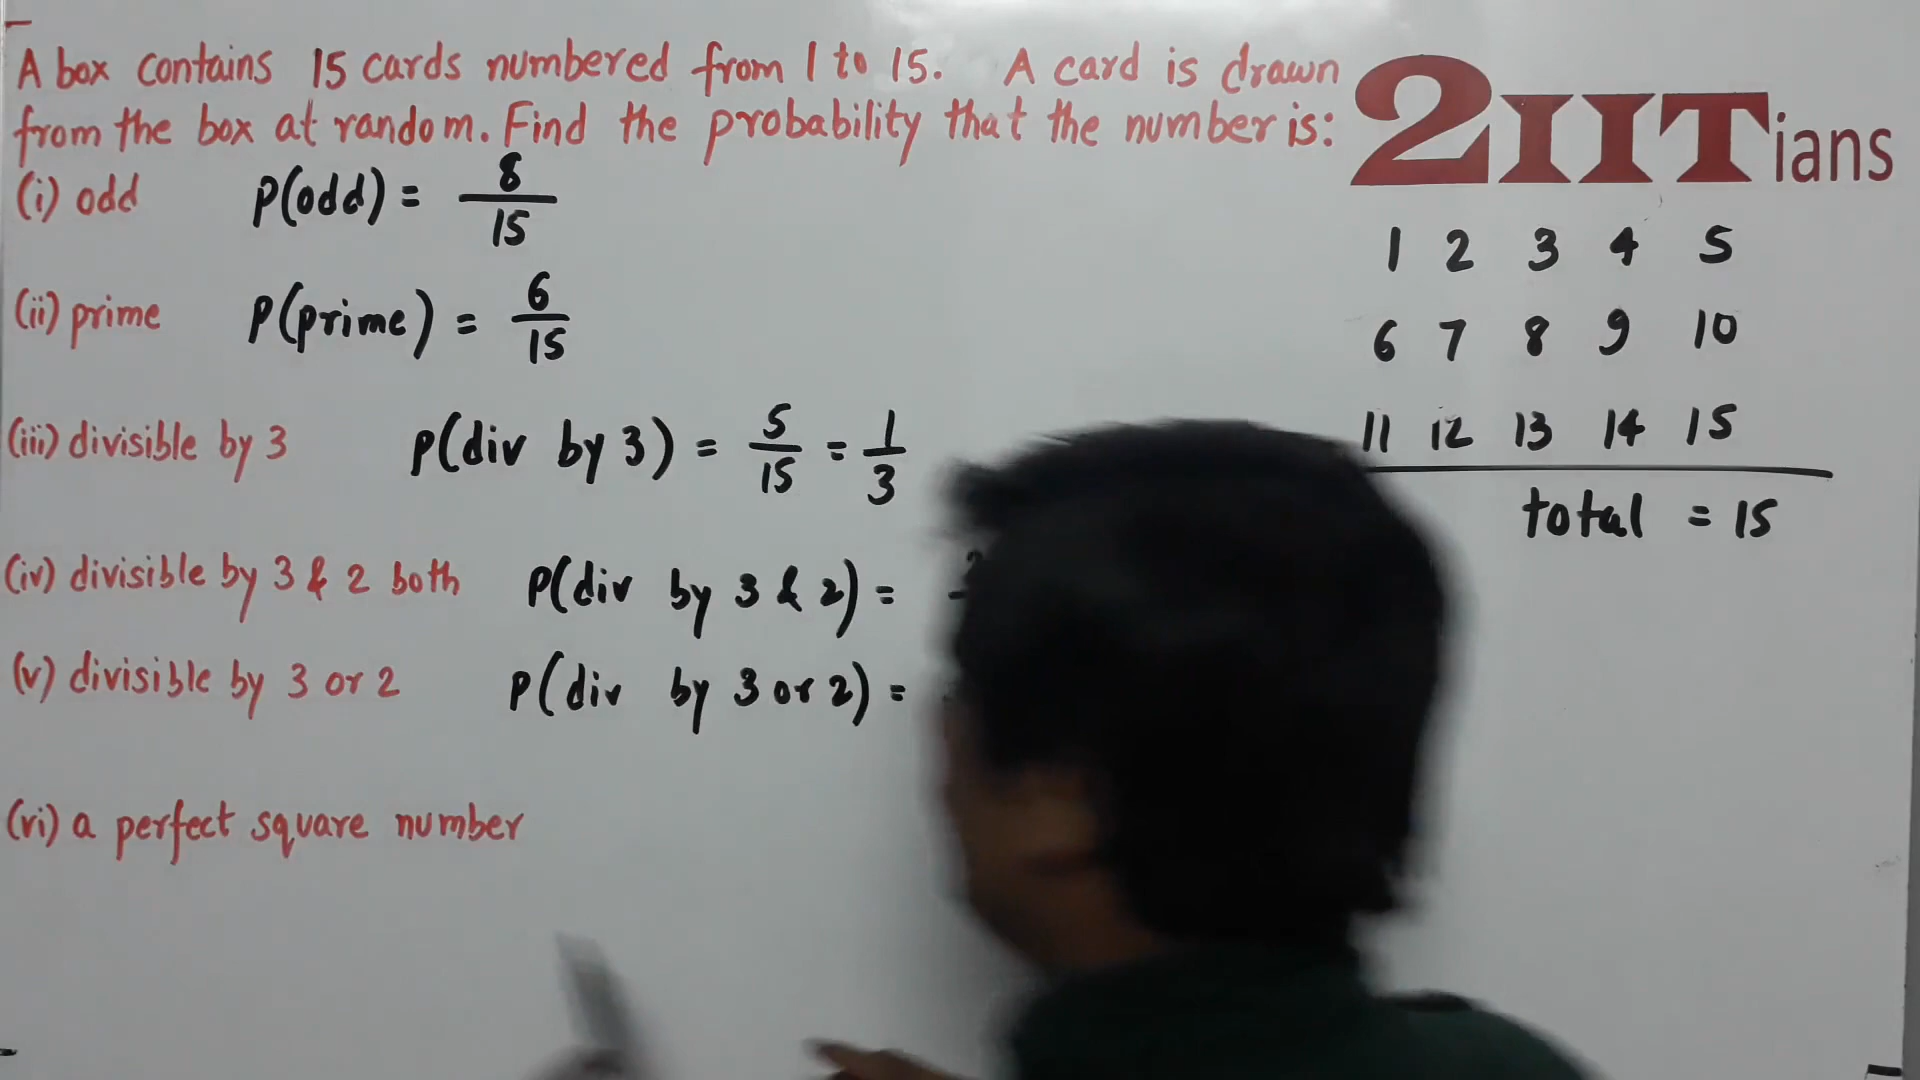 A box contains 15 cards numbered from 1 to 15. A card is drawn
from the box at random. Find the probability that the number is:
2IITians
(i) odd P(odd) = 8/15
(ii) prime P(prime) = 6/15
(iii) divisible by 3 P(div by 3) = 5/15 = 1/3
(iv) divisible by 3 & 2 both P(div by 3 & 2) =
(v) divisible by 3 or 2 P(div by 3 or 2) =
(vi) a perfect square number
1 2 3 4 5
6 7 8 9 10
11 12 13 14 15
total = 15